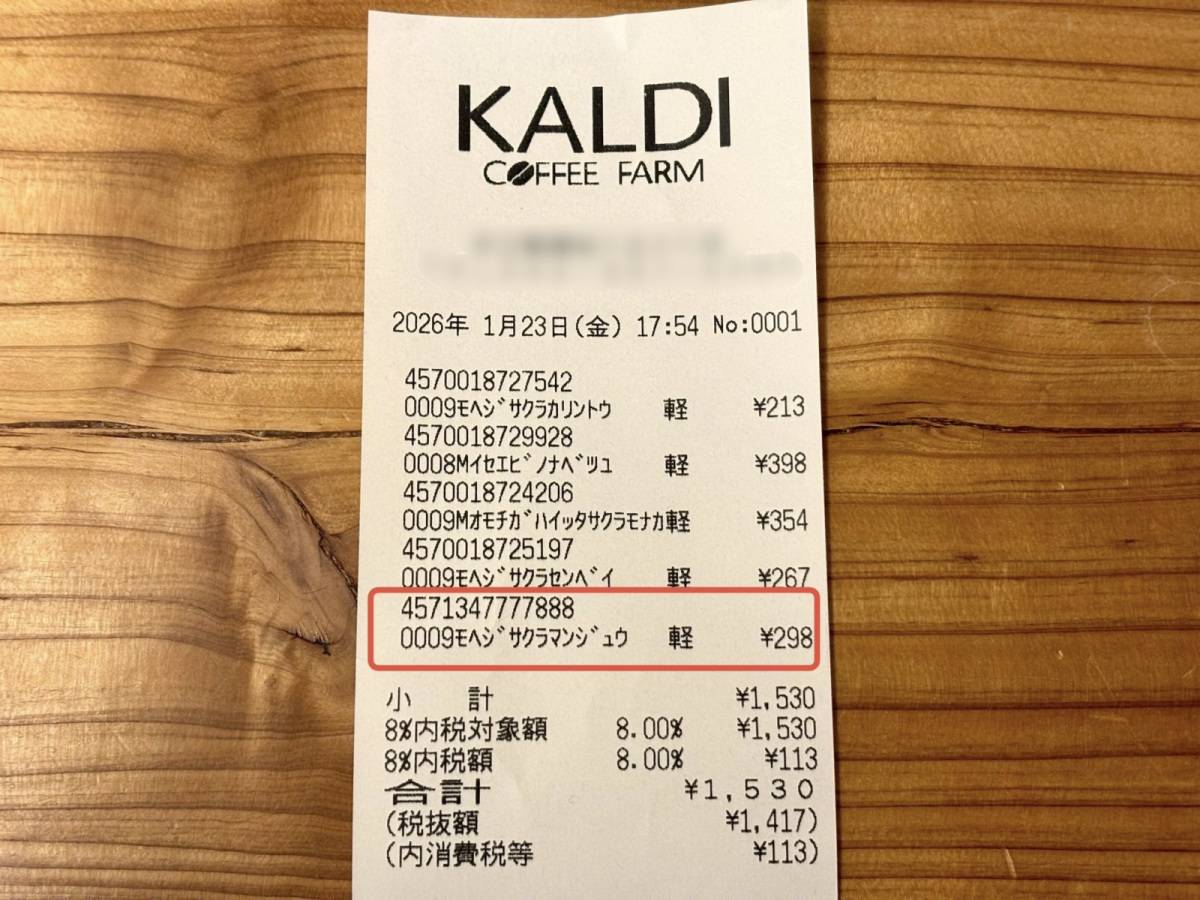 KALDI
COFFEE FARM
2026年 1月23日(金) 17:54 No:0001
4570018727542
0009ﾓﾍｼﾞｻｸﾗｶﾘﾝﾄｳ 軽 ¥213
4570018729928
0008Mｲｾｴﾋﾞﾉﾅﾍﾞﾂﾕ 軽 ¥398
4570018724206
0009Mｵﾓﾁｶﾞﾊｲｯﾀｻｸﾗﾓﾅｶ軽 ¥354
4570018725197
0009ﾓﾍｼﾞｻｸﾗｾﾝﾍﾞｲ 軽 ¥267
4571347777888
0009ﾓﾍｼﾞｻｸﾗﾏﾝｼﾞｭｳ 軽 ¥298
小 計 ¥1,530
8%内税対象額 8.00% ¥1,530
8%内税額 8.00% ¥113
合計 ¥1,530
(税抜額 ¥1,417)
(内消費税等 ¥113)